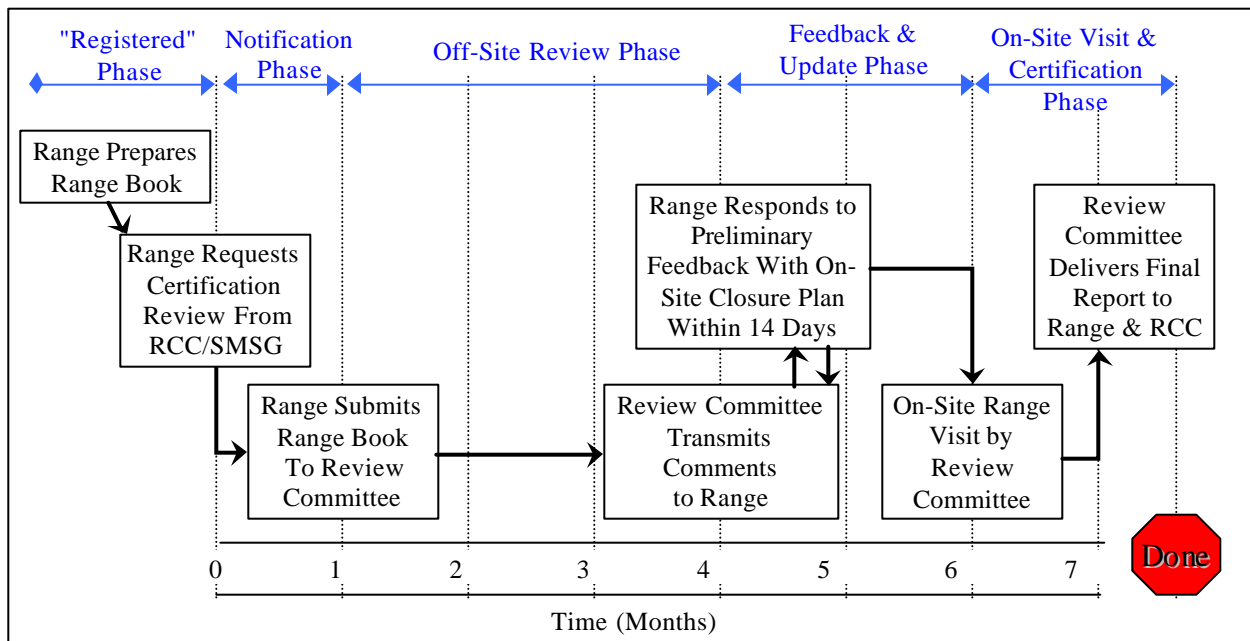 "Registered"
Phase
Notification
Phase
Off-Site Review Phase
Feedback &
Update Phase
On-Site Visit &
Certification
Phase
Range Prepares
Range Book
Range Requests
Certification
Review From
RCC/SMSG
Range Submits
Range Book
To Review
Committee
Range Responds to
Preliminary
Feedback With On-
Site Closure Plan
Within 14 Days
Review Committee
Transmits
Comments
to Range
On-Site Range
Visit by
Review
Committee
Review
Committee
Delivers Final
Report to
Range & RCC
Done
0 1 2 3 4 5 6 7
Time (Months)